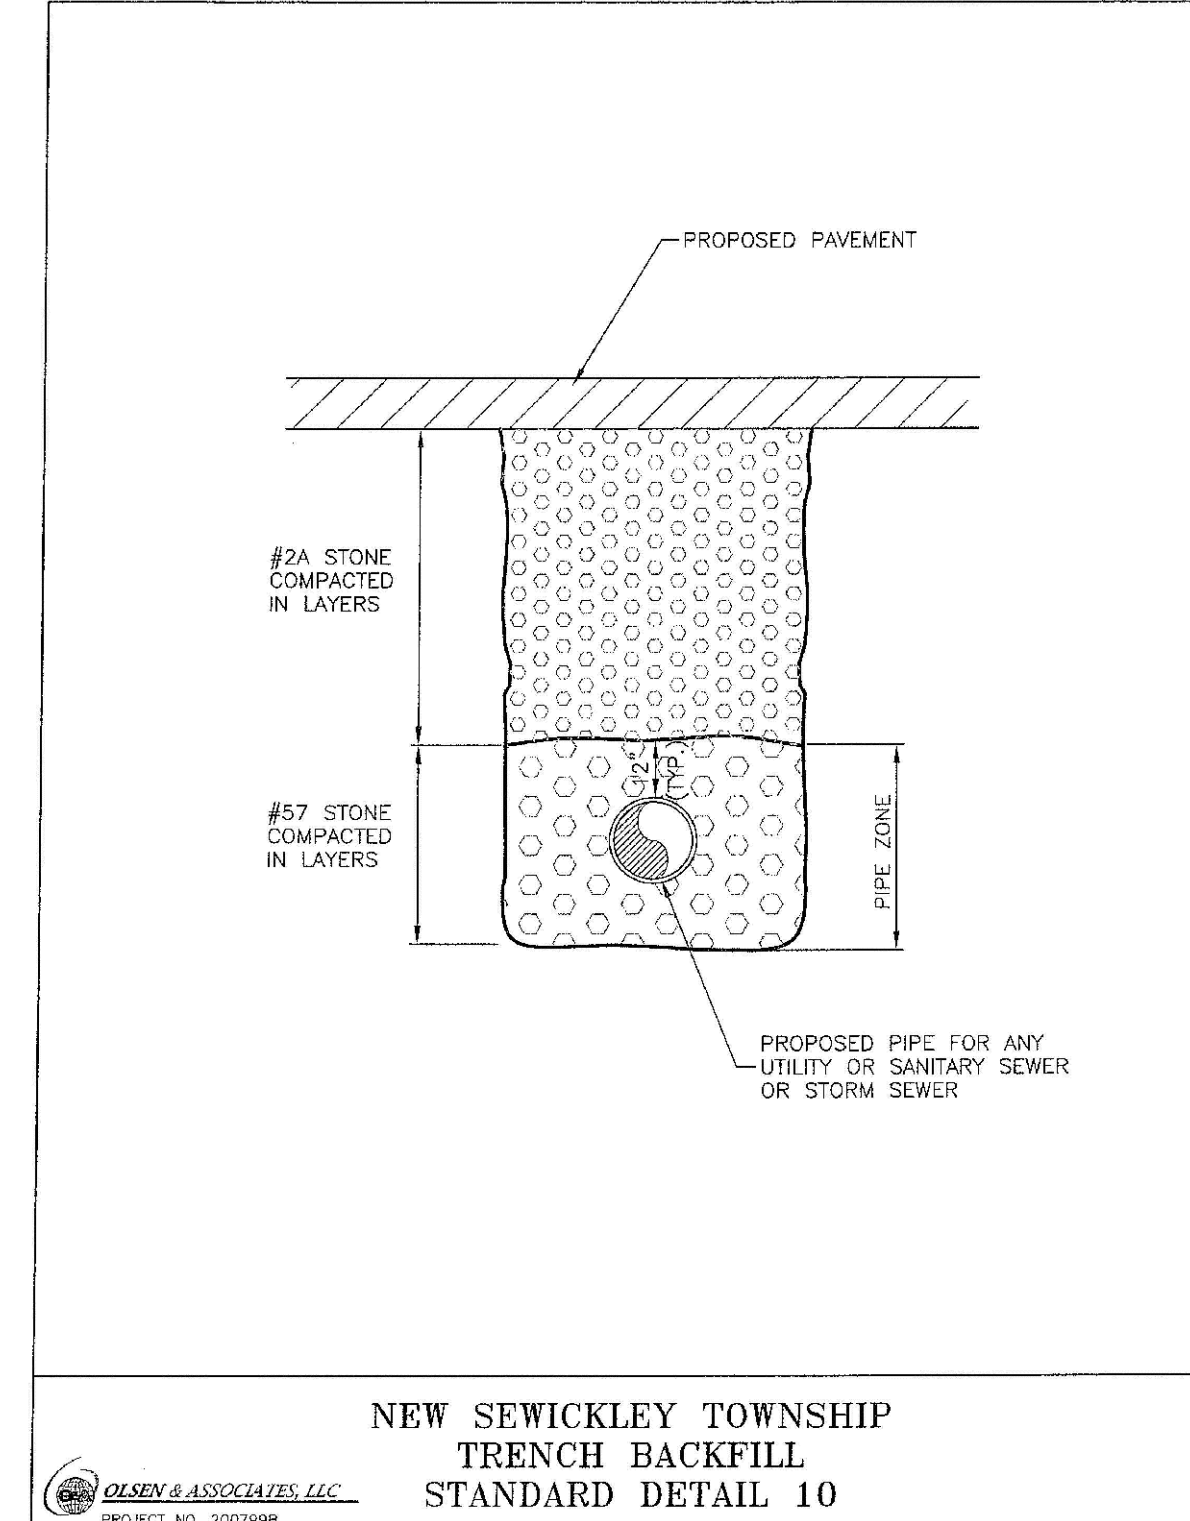 PROPOSED PAVEMENT
#2A STONE
COMPACTED
IN LAYERS
12"
(TYP.)
#57 STONE
COMPACTED
IN LAYERS
PIPE ZONE
PROPOSED PIPE FOR ANY
UTILITY OR SANITARY SEWER
OR STORM SEWER
NEW SEWICKLEY TOWNSHIP
TRENCH BACKFILL
STANDARD DETAIL 10
OLSEN & ASSOCIATES, LLC
PROJECT NO.